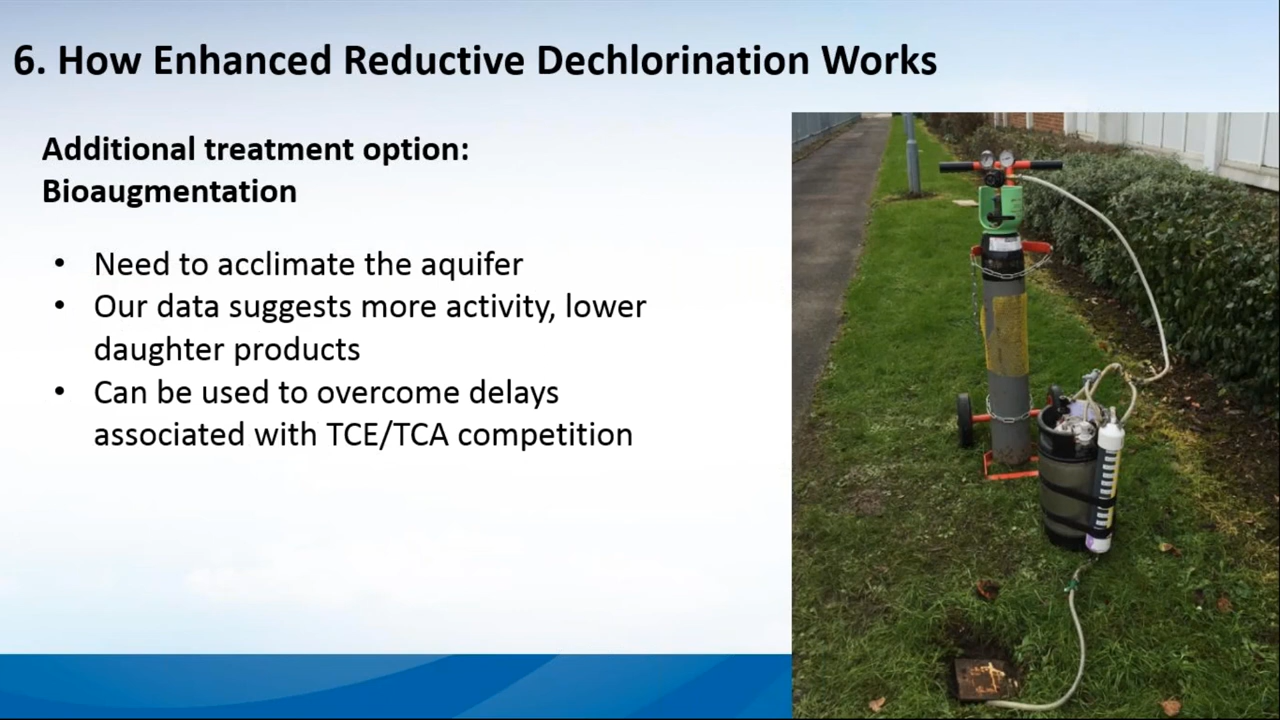 6. How Enhanced Reductive Dechlorination Works
Additional treatment option:
Bioaugmentation
• Need to acclimate the aquifer
• Our data suggests more activity, lower
daughter products
• Can be used to overcome delays
associated with TCE/TCA competition